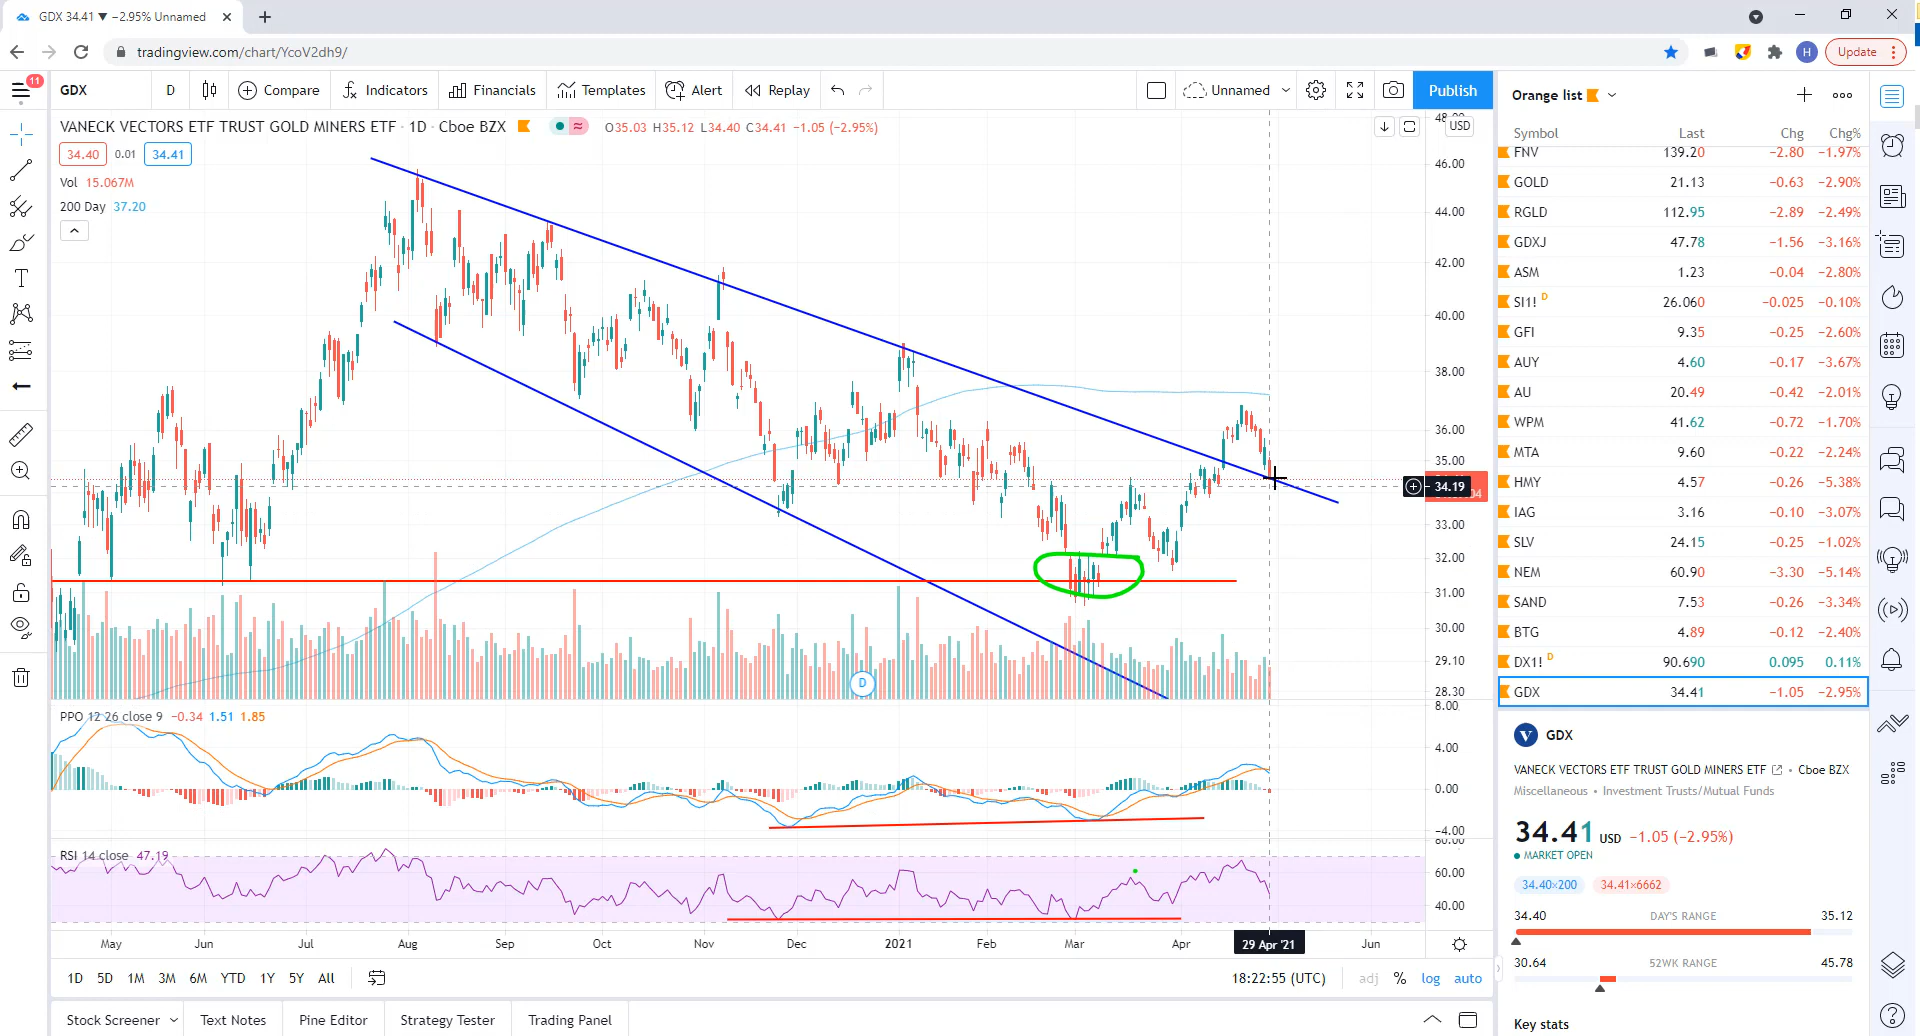 GDX 34.41 ▼ −2.95% Unnamed
tradingview.com/chart/YcoV2dh9/
H
Update
11
GDX D Compare Indicators Financials Templates Alert Replay Unnamed Publish
VANECK VECTORS ETF TRUST GOLD MINERS ETF · 1D · Cboe BZX O35.03 H35.12 L34.40 C34.41 −1.05 (−2.95%)
34.40 0.01 34.41
Vol 15.067M
200 Day 37.20
USD
48.00
46.00
44.00
42.00
40.00
38.00
36.00
35.00
34.19
33.00
32.00
31.00
30.00
29.10
28.30
D
PPO 12 26 close 9 −0.34 1.51 1.85
8.00
4.00
0.00
−4.00
RSI 14 close 47.19
80.00
60.00
40.00
May Jun Jul Aug Sep Oct Nov Dec 2021 Feb Mar Apr 29 Apr '21 Jun
1D 5D 1M 3M 6M YTD 1Y 5Y All 18:22:55 (UTC) adj % log auto
Stock Screener Text Notes Pine Editor Strategy Tester Trading Panel
Orange list
Symbol Last Chg Chg%
FNV 139.20 −2.80 −1.97%
GOLD 21.13 −0.63 −2.90%
RGLD 112.95 −2.89 −2.49%
GDXJ 47.78 −1.56 −3.16%
ASM 1.23 −0.04 −2.80%
SI1! D 26.060 −0.025 −0.10%
GFI 9.35 −0.25 −2.60%
AUY 4.60 −0.17 −3.67%
AU 20.49 −0.42 −2.01%
WPM 41.62 −0.72 −1.70%
MTA 9.60 −0.22 −2.24%
HMY 4.57 −0.26 −5.38%
IAG 3.16 −0.10 −3.07%
SLV 24.15 −0.25 −1.02%
NEM 60.90 −3.30 −5.14%
SAND 7.53 −0.26 −3.34%
BTG 4.89 −0.12 −2.40%
DX1! D 90.690 0.095 0.11%
GDX 34.41 −1.05 −2.95%
V GDX
VANECK VECTORS ETF TRUST GOLD MINERS ETF • Cboe BZX
Miscellaneous • Investment Trusts/Mutual Funds
34.41 USD −1.05 (−2.95%)
MARKET OPEN
34.40×200 34.41×6662
34.40 DAY'S RANGE 35.12
30.64 52WK RANGE 45.78
Key stats